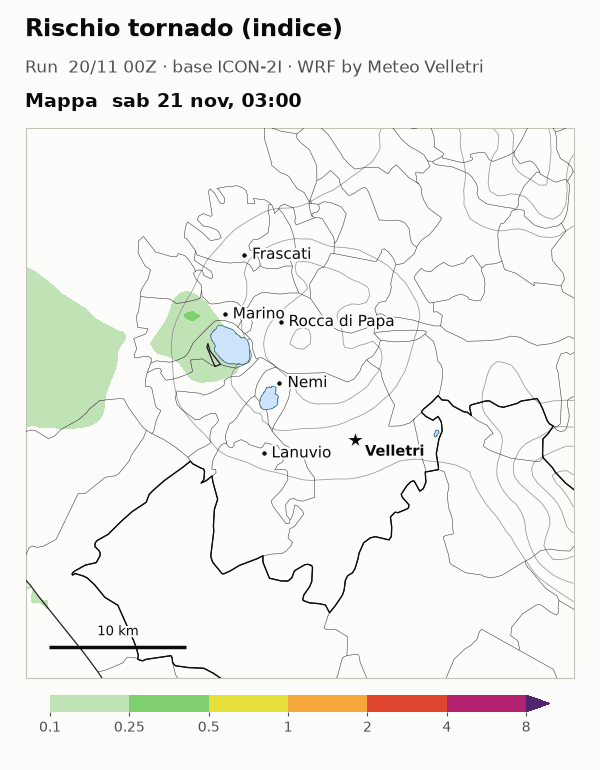 Rischio tornado (indice)
Run  20/11 00Z · base ICON-2I · WRF by Meteo Velletri
Mappa  sab 21 nov, 03:00
Frascati
Marino
Rocca di Papa
Nemi
Velletri
Lanuvio
10 km
0.1 0.25 0.5 1 2 4 8